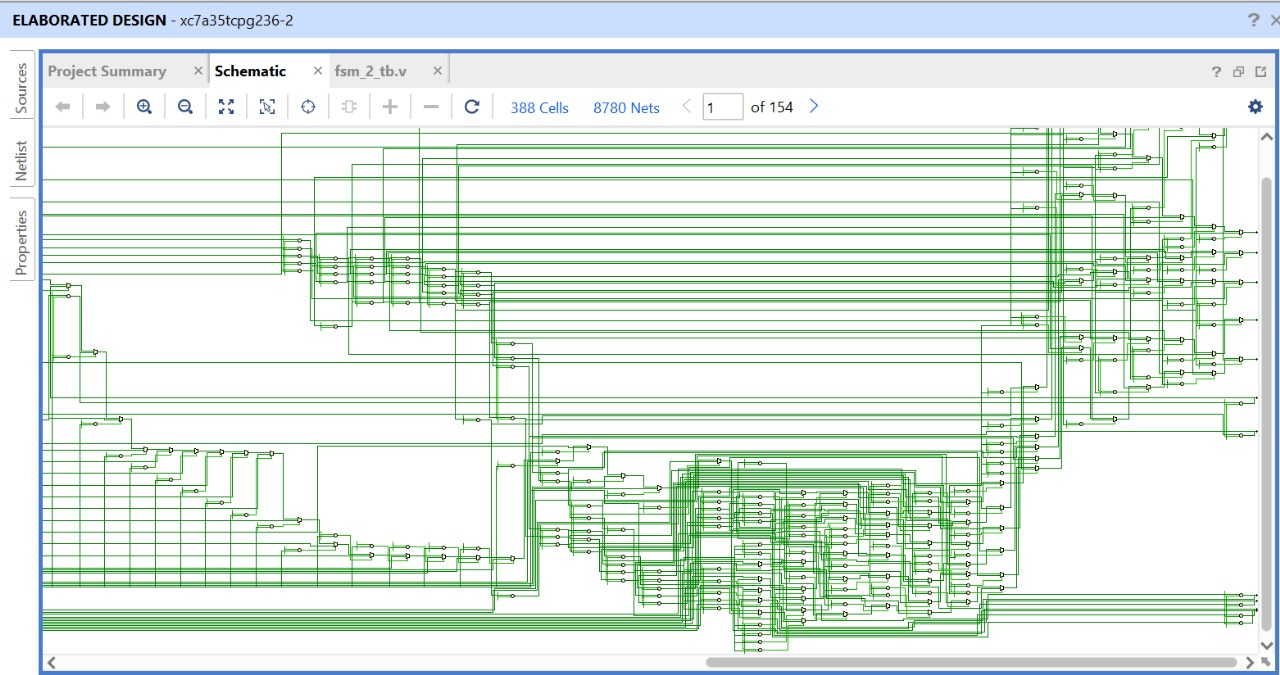 ELABORATED DESIGN - xc7a35tcpg236-2
Sources
Netlist
Properties
Project Summary
Schematic
fsm_2_tb.v
388 Cells
8780 Nets
1
of 154